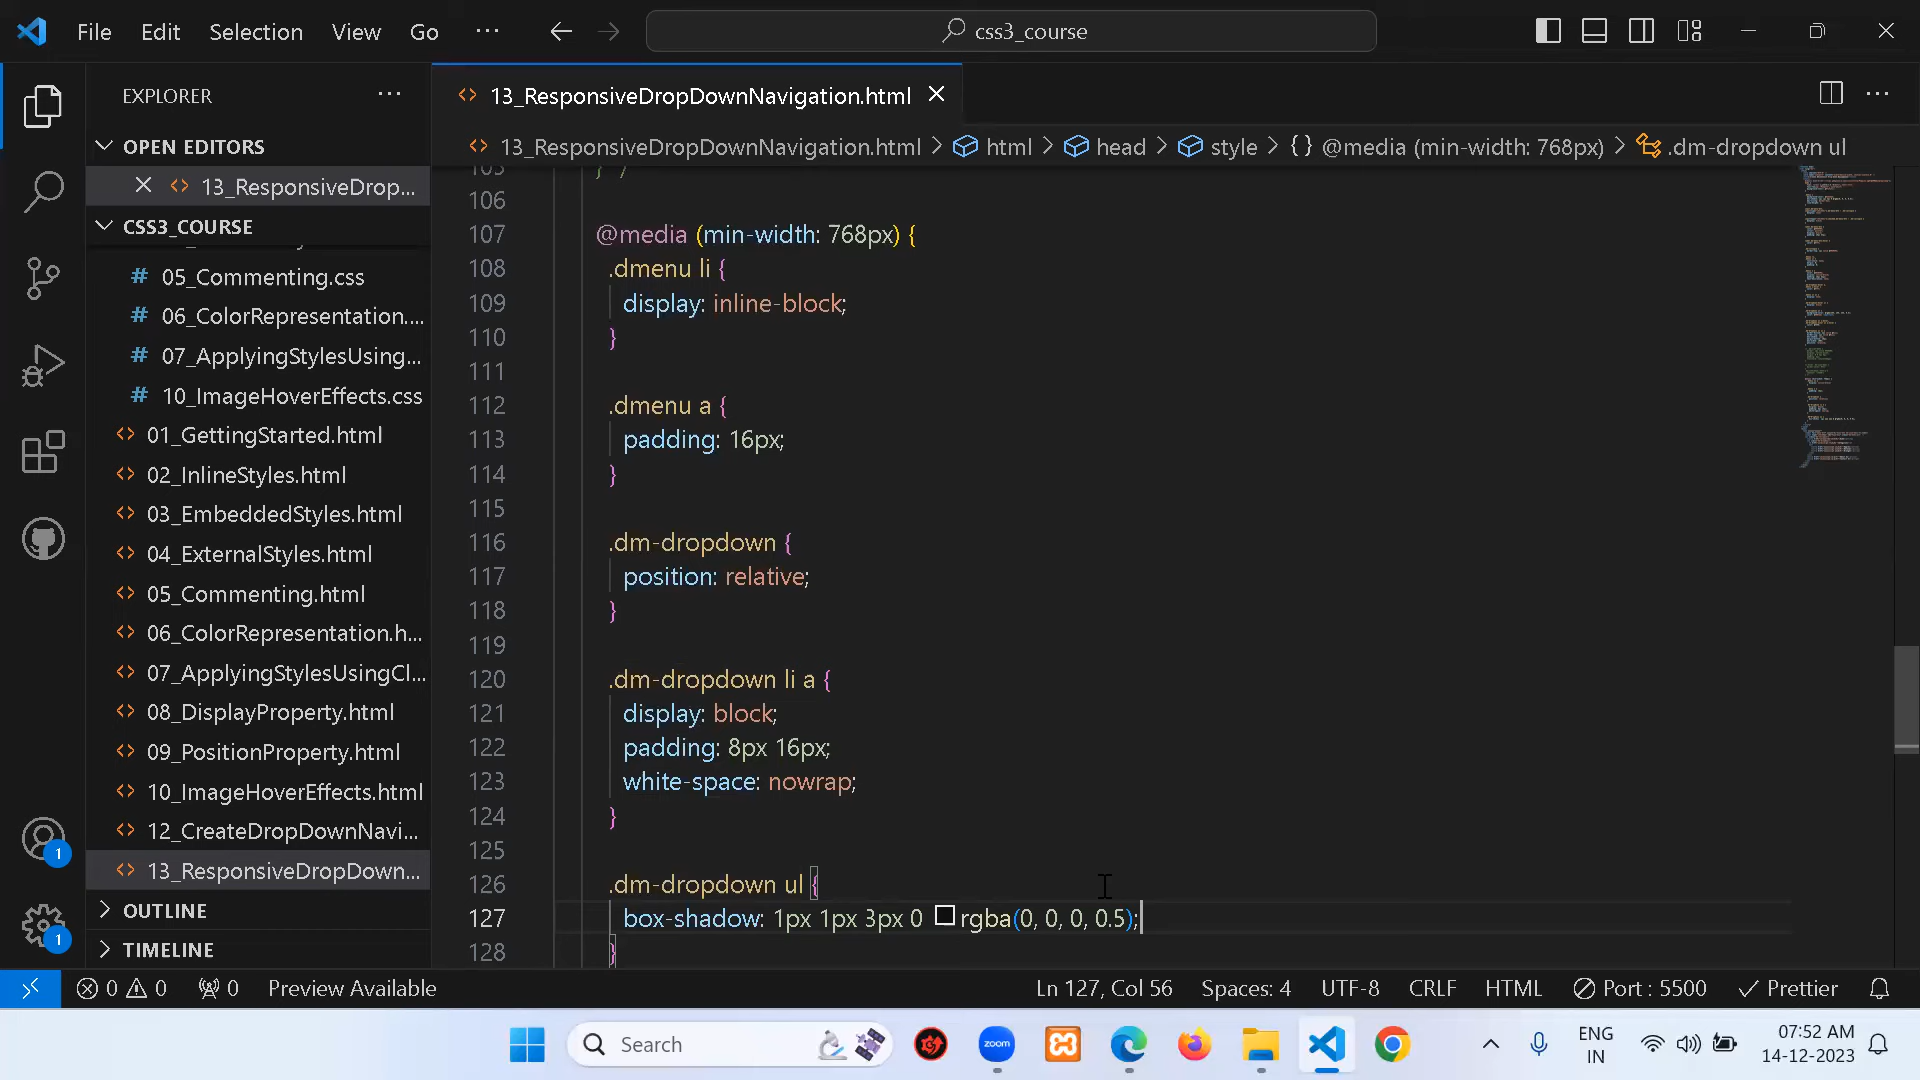 File Edit Selection View Go ··· css3_course
EXPLORER ···
OPEN EDITORS
13_ResponsiveDrop...
CSS3_COURSE
05_Commenting.css
06_ColorRepresentation....
07_ApplyingStylesUsing...
10_ImageHoverEffects.css
01_GettingStarted.html
02_InlineStyles.html
03_EmbeddedStyles.html
04_ExternalStyles.html
05_Commenting.html
06_ColorRepresentation.h...
07_ApplyingStylesUsingCl...
08_DisplayProperty.html
09_PositionProperty.html
10_ImageHoverEffects.html
12_CreateDropDownNavi...
13_ResponsiveDropDown...
OUTLINE
TIMELINE
1
1
13_ResponsiveDropDownNavigation.html
13_ResponsiveDropDownNavigation.html > html > head > style > {} @media (min-width: 768px) > .dm-dropdown ul
105 } */
106
107 @media (min-width: 768px) {
108 .dmenu li {
109 display: inline-block;
110 }
111
112 .dmenu a {
113 padding: 16px;
114 }
115
116 .dm-dropdown {
117 position: relative;
118 }
119
120 .dm-dropdown li a {
121 display: block;
122 padding: 8px 16px;
123 white-space: nowrap;
124 }
125
126 .dm-dropdown ul {
127 box-shadow: 1px 1px 3px 0 rgba(0, 0, 0, 0.5);
128 }
0 0 0 Preview Available Ln 127, Col 56 Spaces: 4 UTF-8 CRLF HTML Port : 5500 Prettier
Search zoom ENG IN 07:52 AM 14-12-2023